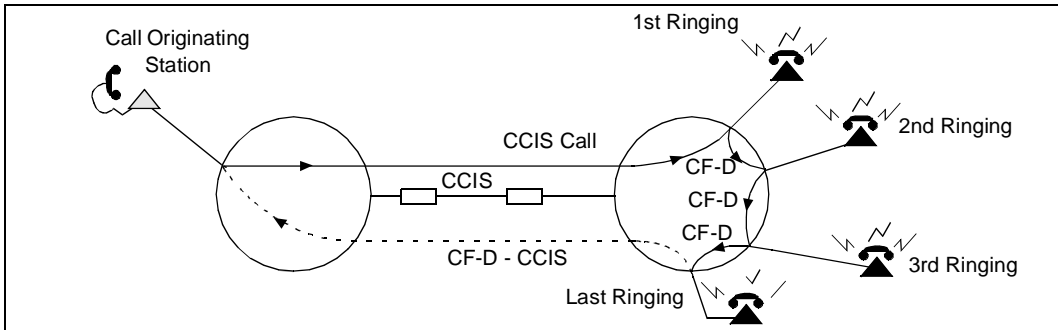 Call Originating
Station
1st Ringing
2nd Ringing
CCIS Call
CF-D
CCIS
CF-D
CF-D
CF-D - CCIS
3rd Ringing
Last Ringing